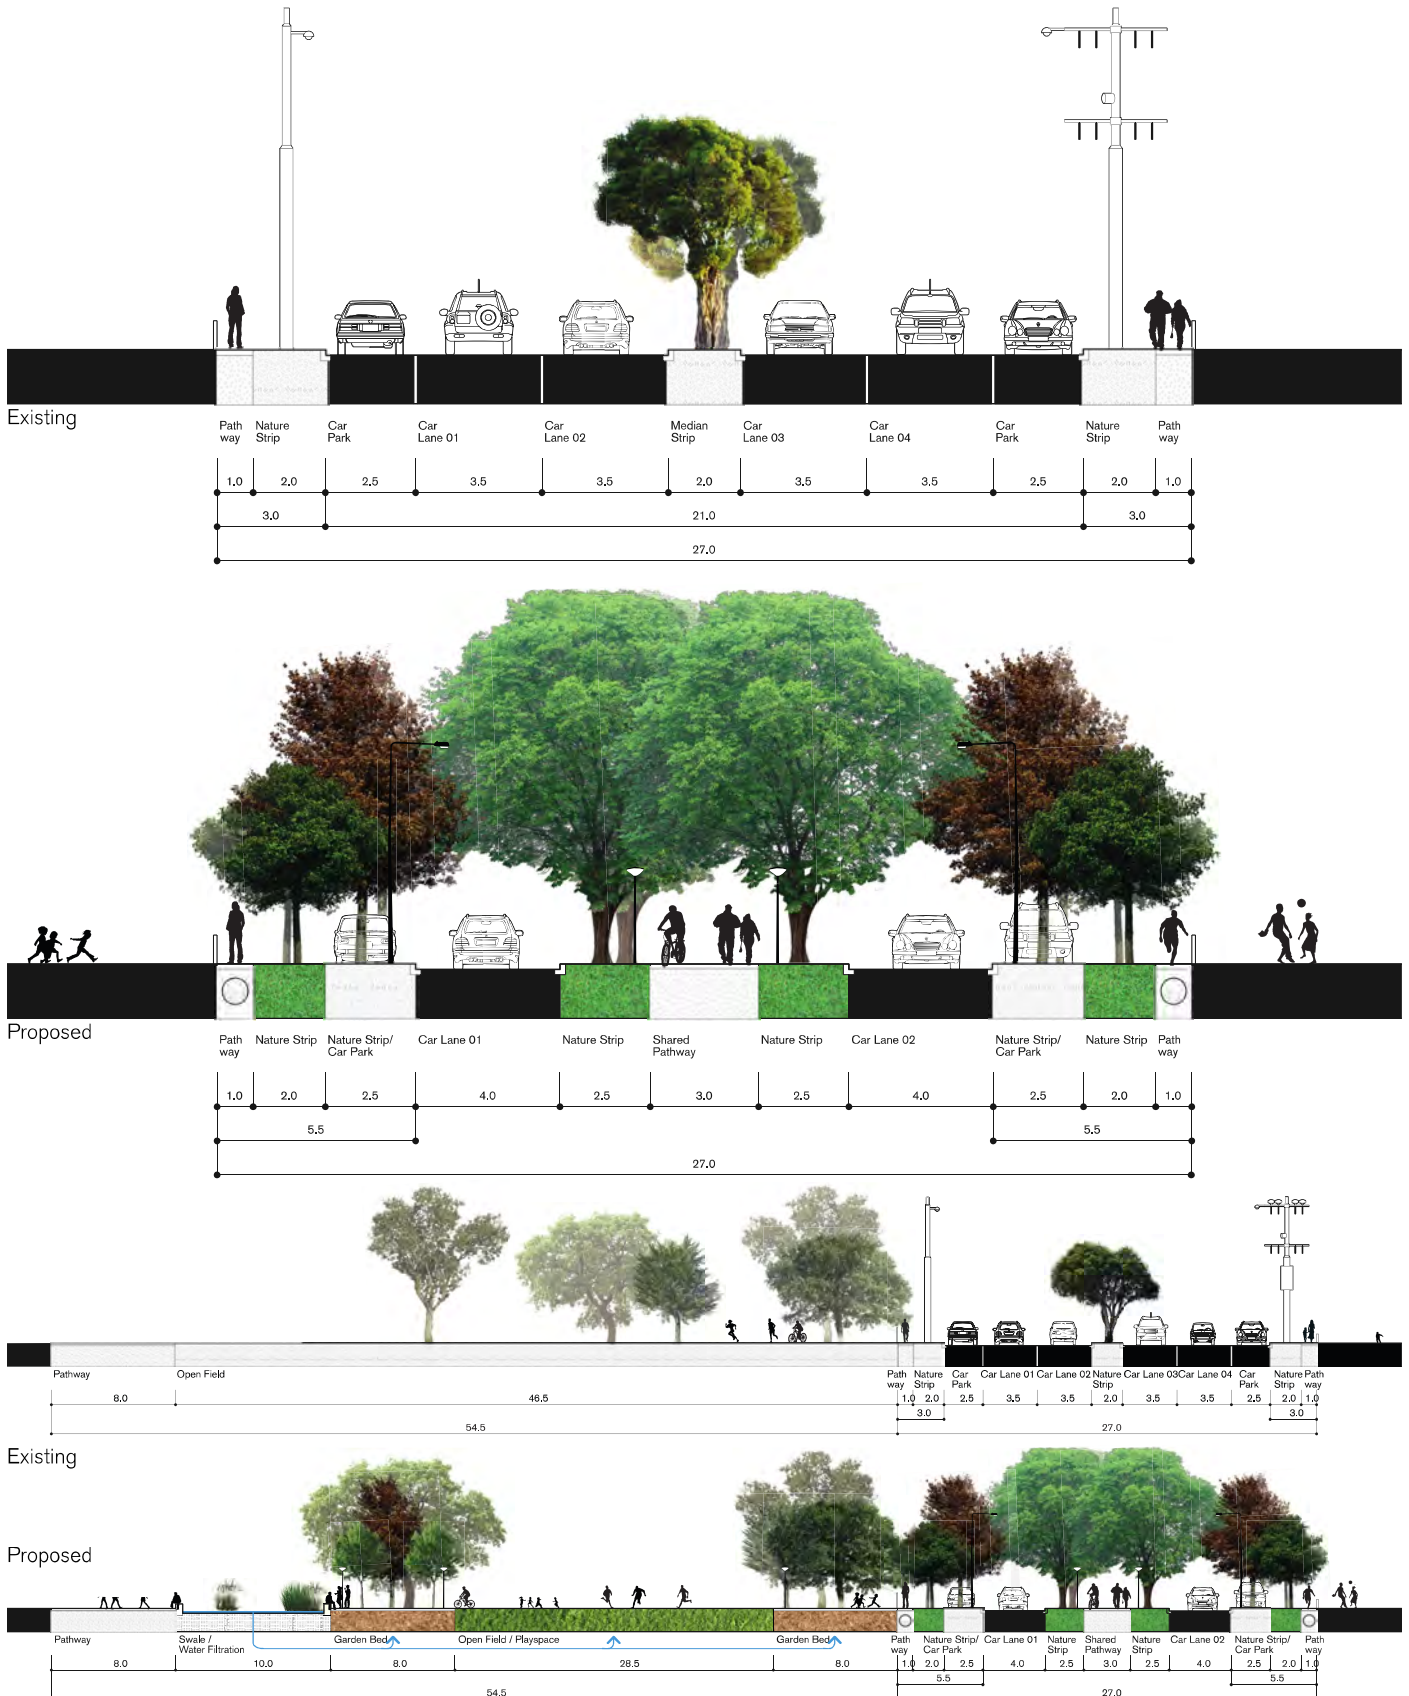 Existing
Path way
Nature Strip
Car Park
Car Lane 01
Car Lane 02
Median Strip
Car Lane 03
Car Lane 04
Car Park
Nature Strip
Path way
1.0 2.0 2.5 3.5 3.5 2.0 3.5 3.5 2.5 2.0 1.0
3.0 21.0 3.0
27.0
Proposed
Path way
Nature Strip
Nature Strip/ Car Park
Car Lane 01
Nature Strip
Shared Pathway
Nature Strip
Car Lane 02
Nature Strip/ Car Park
Nature Strip
Path way
1.0 2.0 2.5 4.0 2.5 3.0 2.5 4.0 2.5 2.0 1.0
5.5 5.5
27.0
Pathway
Open Field
Path way
Nature Strip
Car Park
Car Lane 01
Car Lane 02
Nature Strip
Car Lane 03
Car Lane 04
Car Park
Nature Strip
Path way
8.0 46.5 1.0 2.0 2.5 3.5 3.5 2.0 3.5 3.5 2.5 2.0 1.0
3.0 3.0
54.5 27.0
Existing
Proposed
Pathway
Swale / Water Filtration
Garden Bed
Open Field / Playspace
Garden Bed
Path way
Nature Strip/ Car Park
Car Lane 01
Nature Strip
Shared Pathway
Nature Strip
Car Lane 02
Nature Strip/ Car Park
Path way
8.0 10.0 8.0 28.5 8.0 1.0 2.0 2.5 4.0 2.5 3.0 2.5 4.0 2.5 2.0 1.0
5.5 5.5
54.5 27.0